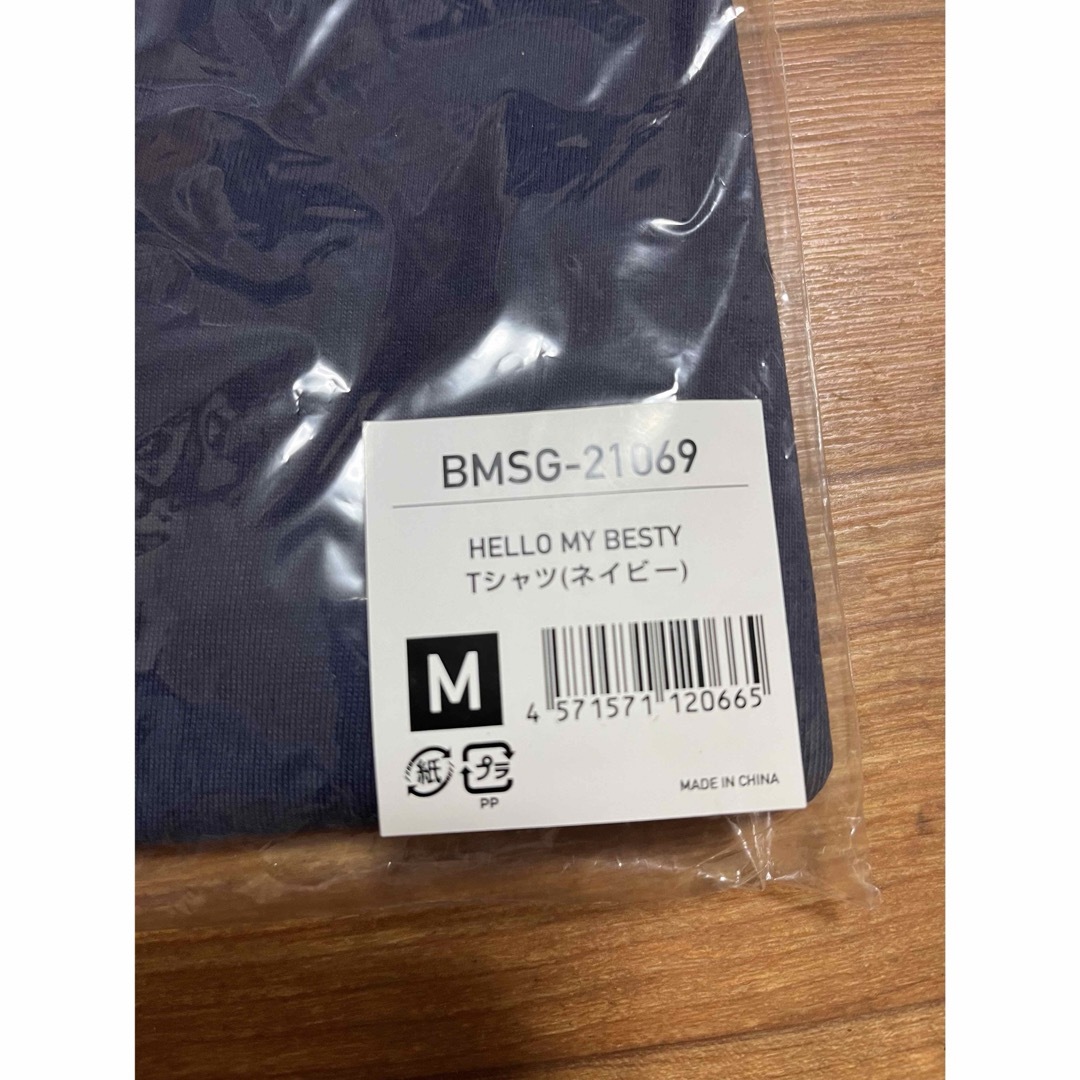 BMSG-21069
HELLO MY BESTY
Tシャツ(ネイビー)
M
4 571571 120665
紙
プラ
PP
MADE IN CHINA